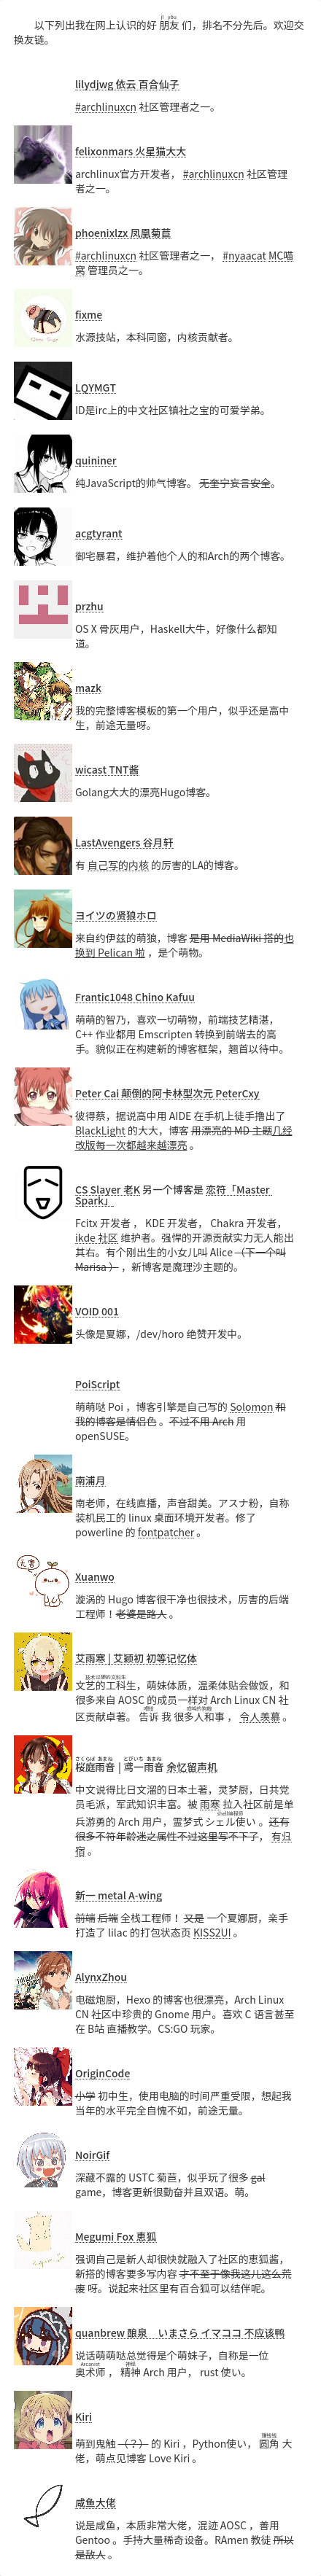 以下列出我在网上认识的好 朋友 们，排名不分先后。欢迎交
换友链。
lilydjwg 依云 百合仙子
#archlinuxcn 社区管理者之一。
felixonmars 火星猫大大
archlinux官方开发者， #archlinuxcn 社区管理
者之一。
phoenixlzx 凤凰菊苣
#archlinuxcn 社区管理者之一， #nyaacat MC喵
窝 管理员之一。
fixme
水源技站，本科同窗，内核贡献者。
LQYMGT
ID是irc上的中文社区镇社之宝的可爱学弟。
quininer
纯JavaScript的帅气博客。 无奎宁妄言安全。
acgtyrant
御宅暴君，维护着他个人的和Arch的两个博客。
przhu
OS X 骨灰用户，Haskell大牛，好像什么都知
道。
mazk
我的完整博客模板的第一个用户，似乎还是高中
生，前途无量呀。
wicast TNT酱
Golang大大的漂亮Hugo博客。
LastAvengers 谷月轩
有 自己写的内核 的厉害的LA的博客。
ヨイツの贤狼ホロ
来自约伊兹的萌狼，博客 是用 MediaWiki 搭的也
换到 Pelican 啦 ，是个萌物。
Frantic1048 Chino Kafuu
萌萌的智乃，喜欢一切萌物，前端技艺精湛，
C++ 作业都用 Emscripten 转换到前端去的高
手。貌似正在构建新的博客框架，翘首以待中。
Peter Cai 颠倒的阿卡林型次元 PeterCxy
彼得蔡，据说高中用 AIDE 在手机上徒手撸出了
BlackLight 的大大，博客 用漂亮的 MD 主题几经
改版每一次都越来越漂亮 。
CS Slayer 老K 另一个博客是 恋符「Master
Spark」
Fcitx 开发者 ， KDE 开发者， Chakra 开发者，
ikde 社区 维护者。强悍的开源贡献实力无人能出
其右。有个刚出生的小女儿叫 Alice （下一个叫
Marisa ） ，新博客是魔理沙主题的。
VOID 001
头像是夏娜，/dev/horo 绝赞开发中。
PoiScript
萌萌哒 Poi ，博客引擎是自己写的 Solomon 和
我的博客是情侣色 。不过不用 Arch 用
openSUSE。
南浦月
南老师，在线直播，声音甜美。アスナ粉，自称
装机民工的 linux 桌面环境开发者。修了
powerline 的 fontpatcher 。
Xuanwo
漩涡的 Hugo 博客很干净也很技术，厉害的后端
工程师！老婆是路人 。
艾雨寒 | 艾颖初 初等记忆体
文艺的工科生，萌妹体质，温柔体贴会做饭，和
很多来自 AOSC 的成员一样对 Arch Linux CN 社
区贡献卓著。 告诉 我 很多人和事 ， 令人羡慕 。
桜庭雨音 | 鸢一雨音 余忆留声机
中文说得比日文溜的日本土著，灵梦厨，日共党
员毛派，军武知识丰富。被 雨寒 拉入社区前是单
兵游勇的 Arch 用户，霊梦式 シェル使い 。还有
很多不符年龄迷之属性不过这里写不下了， 有归
宿 。
新一 metal A-wing
前端 后端 全栈工程师！ 又是 一个夏娜厨，亲手
打造了 lilac 的打包状态页 KISS2UI 。
AlynxZhou
电磁炮厨，Hexo 的博客也很漂亮，Arch Linux
CN 社区中珍贵的 Gnome 用户。喜欢 C 语言甚至
在 B站 直播教学。CS:GO 玩家。
OriginCode
小学 初中生，使用电脑的时间严重受限，想起我
当年的水平完全自愧不如，前途无量。
NoirGif
深藏不露的 USTC 菊苣，似乎玩了很多 gal
game，博客更新很勤奋并且双语。萌。
Megumi Fox 惠狐
强调自己是新人却很快就融入了社区的惠狐酱，
新搭的博客要多写内容 才不至于像我这儿这么荒
废 呀。说起来社区里有百合狐可以结伴呢。
quanbrew 酿泉　いまさら イマココ 不应该鸭
说话萌萌哒总觉得是个萌妹子，自称是一位
奥术师 ， 精神 Arch 用户， rust 使い。
Kiri
萌到鬼触 （？） 的 Kiri ，Python使い， 圆角 大
佬，萌点见博客 Love Kiri 。
咸鱼大佬
说是咸鱼，本质非常大佬，混迹 AOSC ，善用
Gentoo 。手持大量稀奇设备。RAmen 教徒 所以
是敌人 。